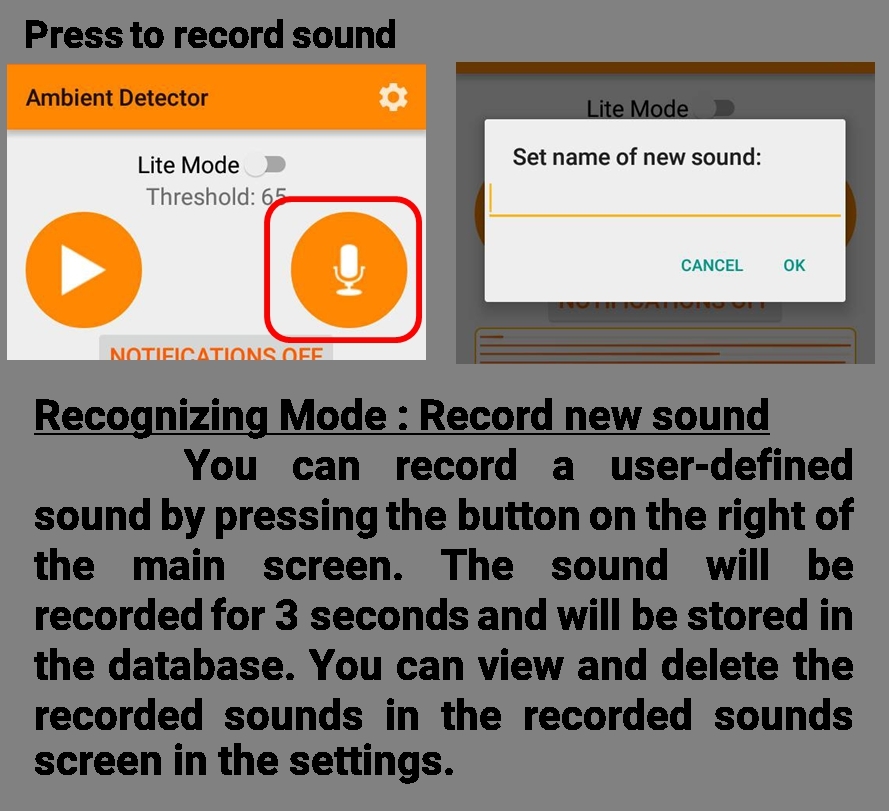 Press to record sound
Ambient Detector
Lite Mode
Threshold: 65
NOTIFICATIONS OFF
Lite Mode
Set name of new sound:
CANCEL OK
NOTIFICATIONS OFF
Recognizing Mode : Record new sound
You can record a user-defined
sound by pressing the button on the right of
the main screen. The sound will be
recorded for 3 seconds and will be stored in
the database. You can view and delete the
recorded sounds in the recorded sounds
screen in the settings.